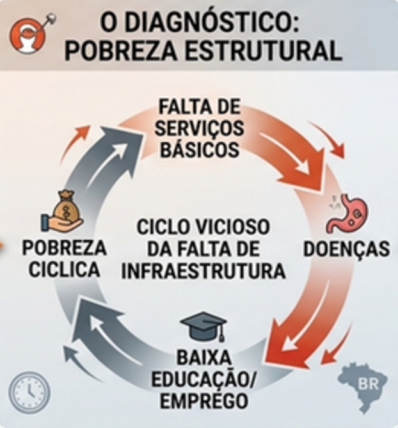 O DIAGNÓSTICO:
POBREZA ESTRUTURAL
FALTA DE
SERVIÇOS
BÁSICOS
DOENÇAS
BAIXA
EDUCAÇÃO/
EMPREGO
POBREZA
CICLICA
CICLO VICIOSO
DA FALTA DE
INFRAESTRUTURA
BR